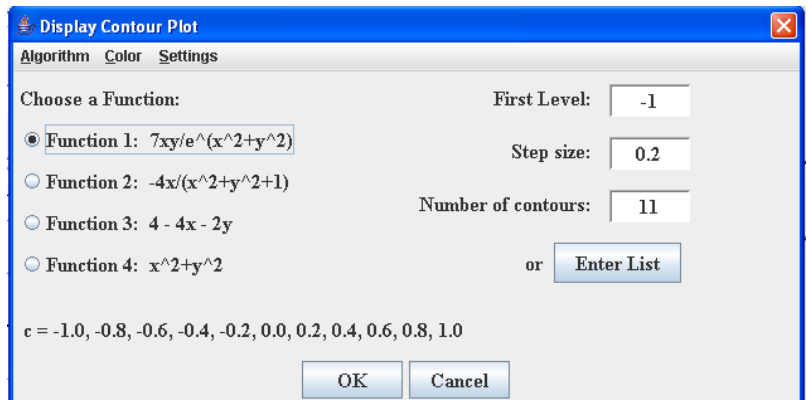 Display Contour Plot
Algorithm Color Settings
Choose a Function:
Function 1: 7xy/e^(x^2+y^2)
Function 2: -4x/(x^2+y^2+1)
Function 3: 4 - 4x - 2y
Function 4: x^2+y^2
First Level: -1
Step size: 0.2
Number of contours: 11
or Enter List
c = -1.0, -0.8, -0.6, -0.4, -0.2, 0.0, 0.2, 0.4, 0.6, 0.8, 1.0
OK Cancel